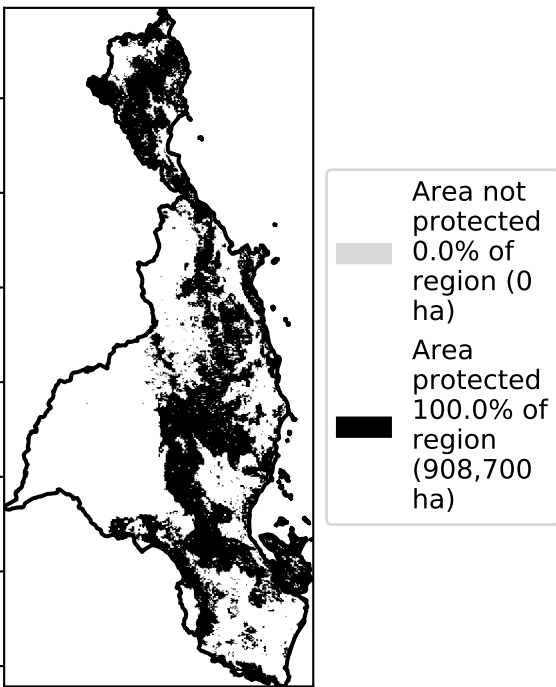 Area not
protected
0.0% of
region (0
ha)
Area
protected
100.0% of
region
(908,700
ha)